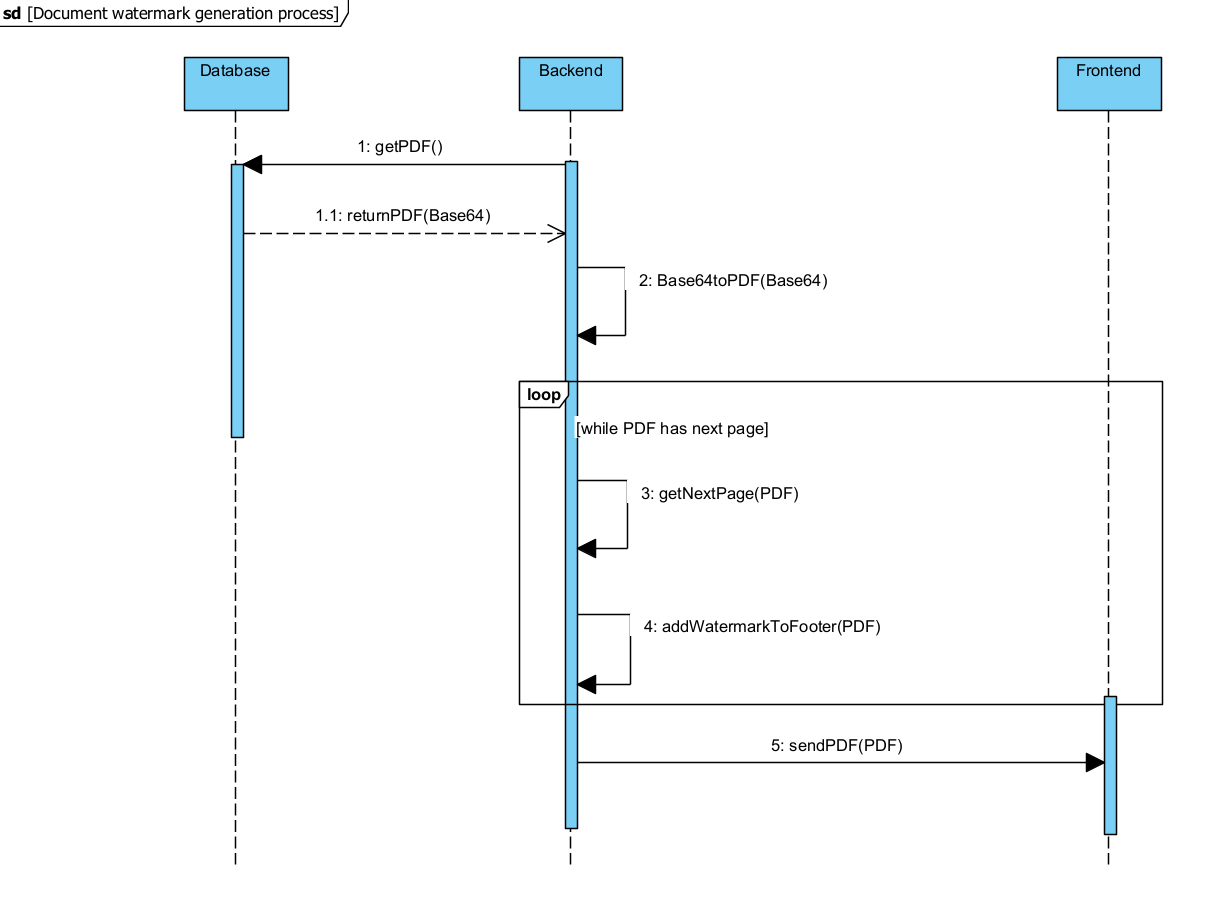 sd [Document watermark generation process]
Database
Backend
Frontend
1: getPDF()
1.1: returnPDF(Base64)
2: Base64toPDF(Base64)
loop
[while PDF has next page]
3: getNextPage(PDF)
4: addWatermarkToFooter(PDF)
5: sendPDF(PDF)